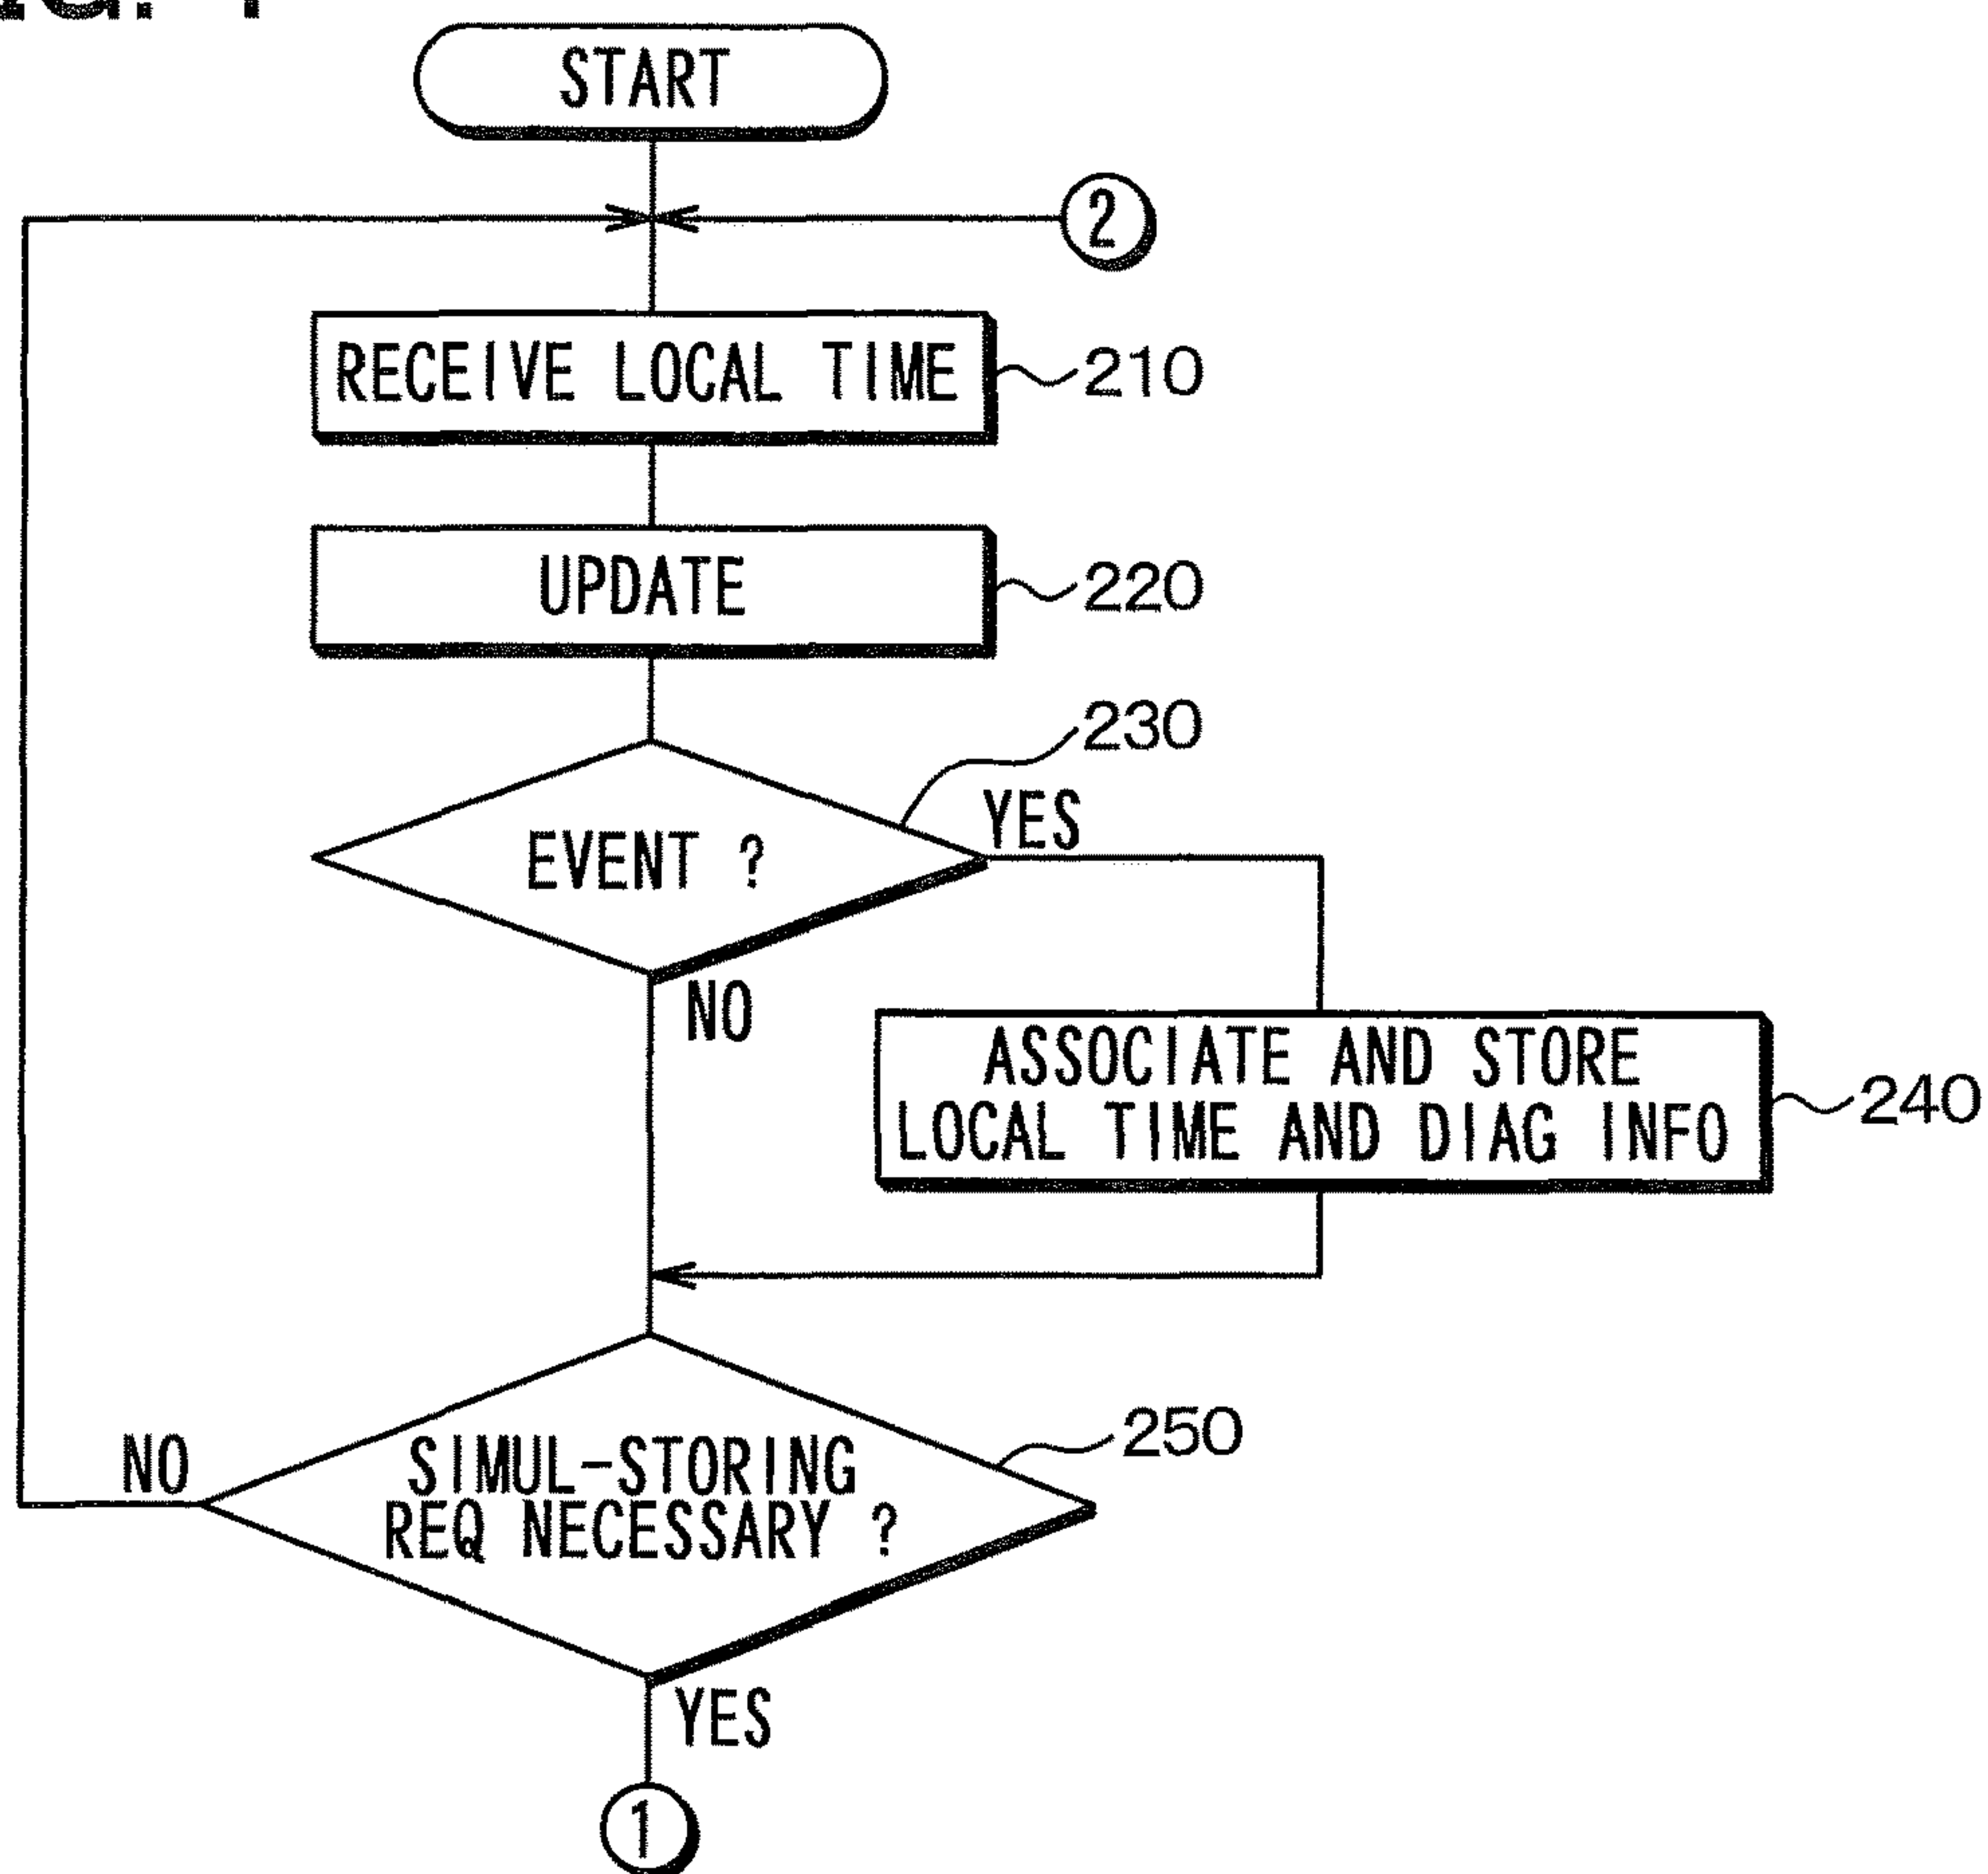 START
2
RECEIVE LOCAL TIME
210
UPDATE
220
230
YES
EVENT ?
NO
ASSOCIATE AND STORE
LOCAL TIME AND DIAG INFO
240
250
NO
SIMUL-STORING
REQ NECESSARY ?
YES
1